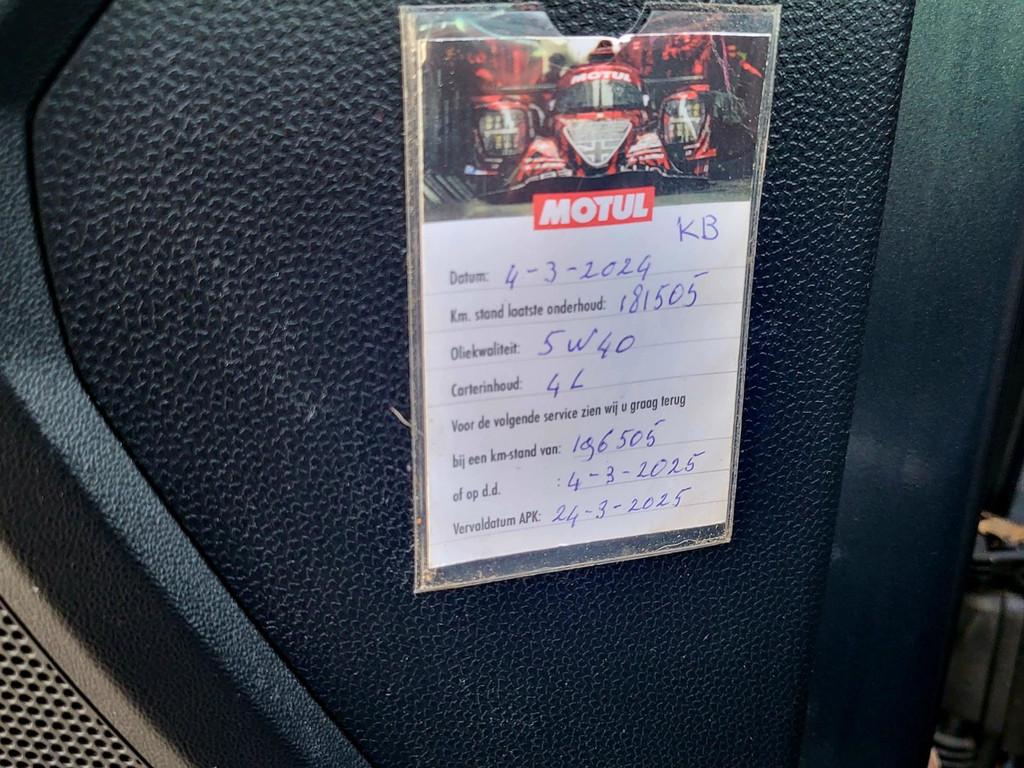 MOTUL
MOTUL
KB
Datum: 4-3-2024
Km. stand laatste onderhoud: 181505
Oliekwaliteit: 5W40
Carterinhoud: 4L
Voor de volgende service zien wij u graag terug
bij een km-stand van: 196505
of op d.d. : 4-3-2025
Vervaldatum APK: 24-3-2025